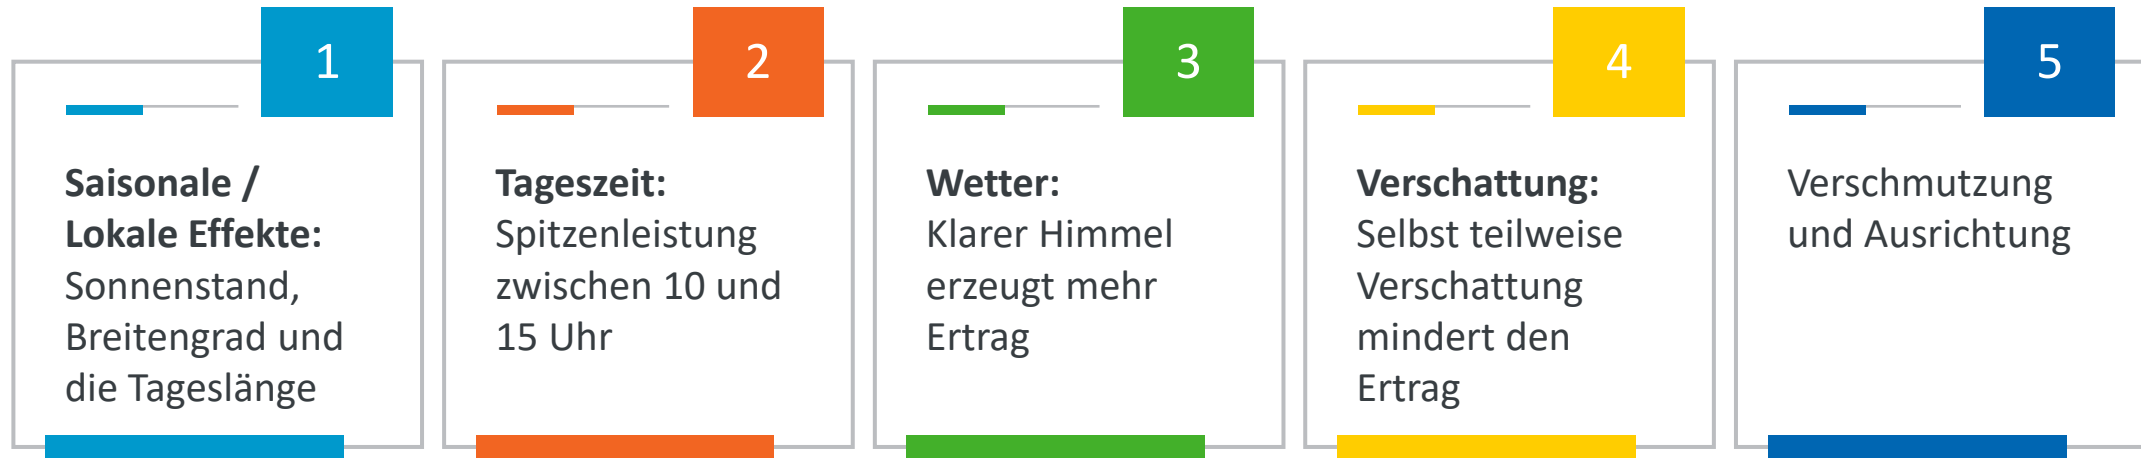 1
Saisonale /
Lokale Effekte:
Sonnenstand,
Breitengrad und
die Tageslänge
2
Tageszeit:
Spitzenleistung
zwischen 10 und
15 Uhr
3
Wetter:
Klarer Himmel
erzeugt mehr
Ertrag
4
Verschattung:
Selbst teilweise
Verschattung
mindert den
Ertrag
5
Verschmutzung
und Ausrichtung